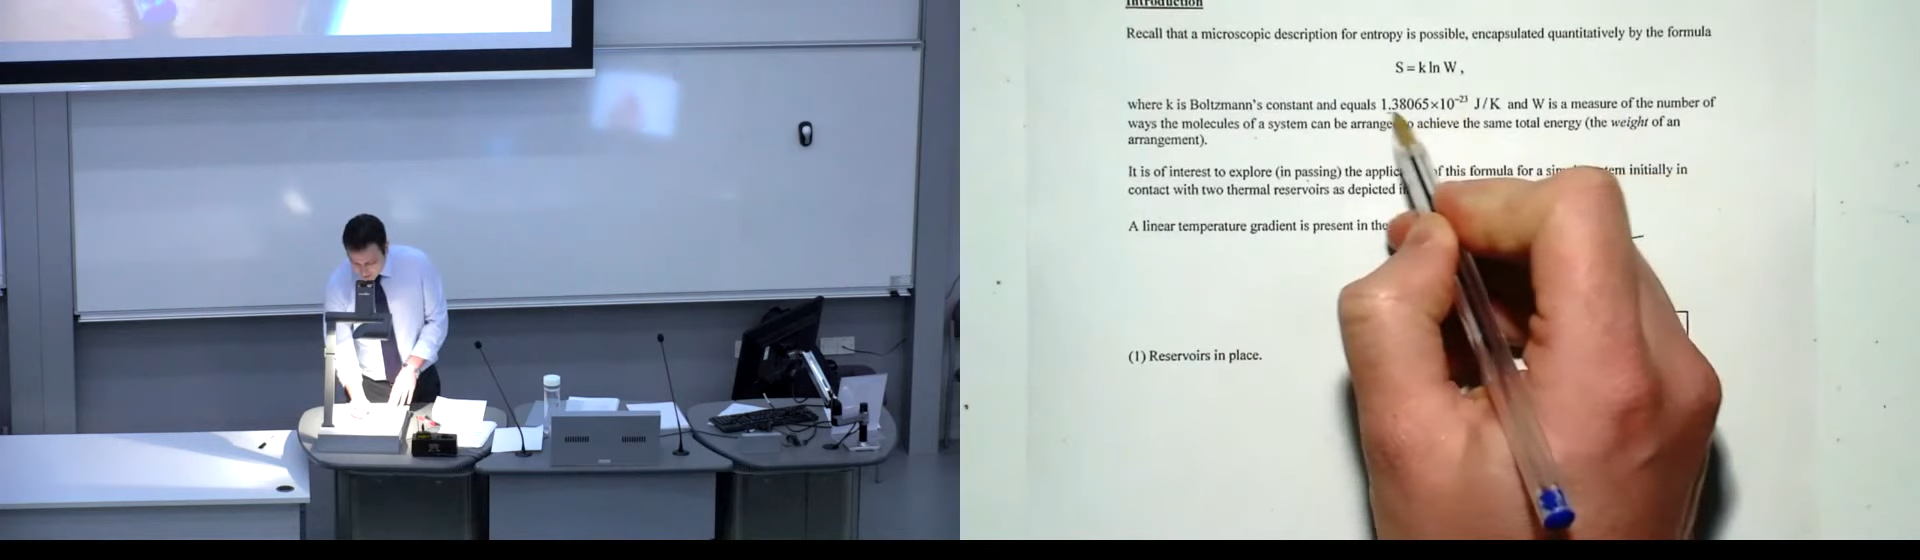 Introduction
Recall that a microscopic description for entropy is possible, encapsulated quantitatively by the formula
S = k ln W ,
where k is Boltzmann's constant and equals 1.38065×10⁻²³ J / K and W is a measure of the number of
ways the molecules of a system can be achieve the same total energy (the weight of an
arrangement).
It is of interest to explore (in passing) the of this formula for a initially in
contact with two thermal reservoirs as depicted
A linear temperature gradient is present in the
(1) Reservoirs in place.